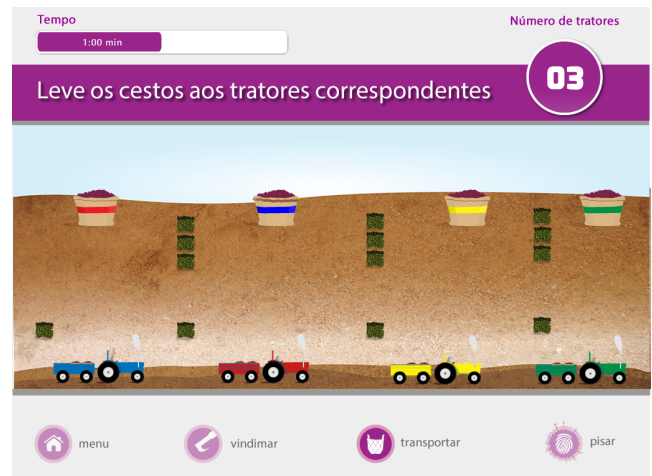 Tempo
Número de tratores
1:00 min
03
Leve os cestos aos tratores correspondentes
menu
vindimar
transportar
pisar